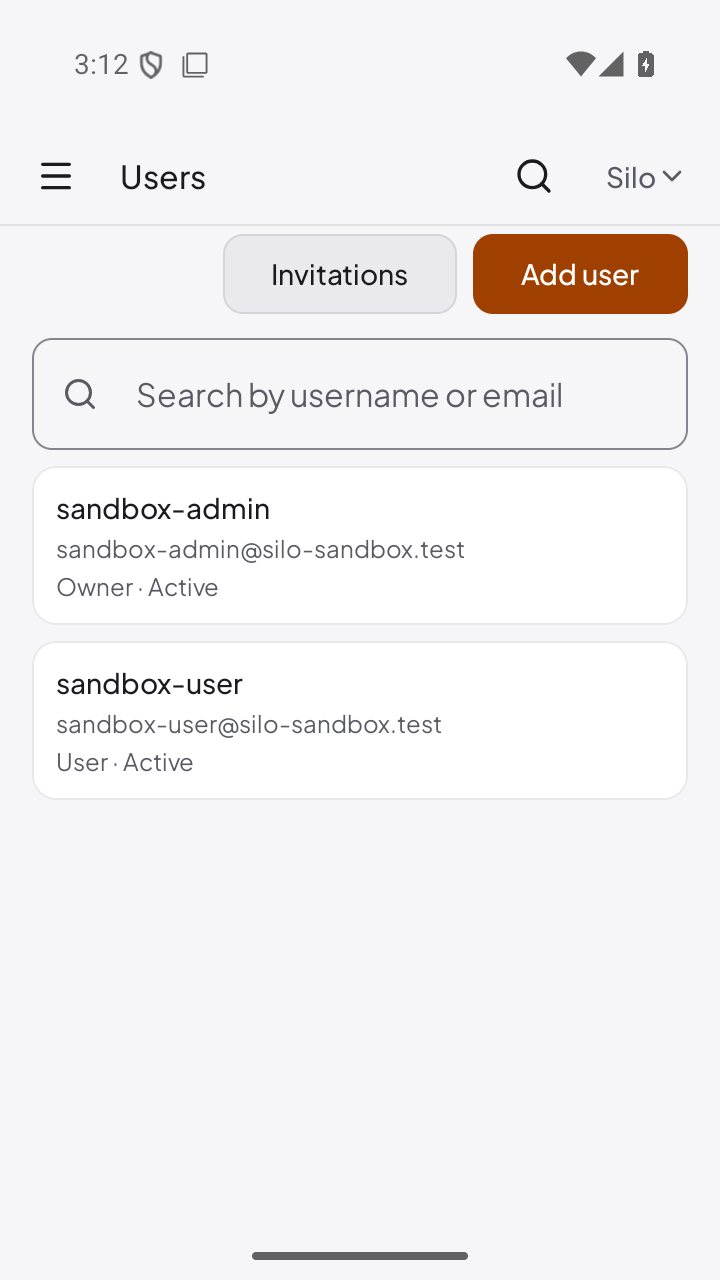 3:12
Users
Silo
Invitations
Add user
Search by username or email
sandbox-admin
sandbox-admin@silo-sandbox.test
Owner · Active
sandbox-user
sandbox-user@silo-sandbox.test
User · Active